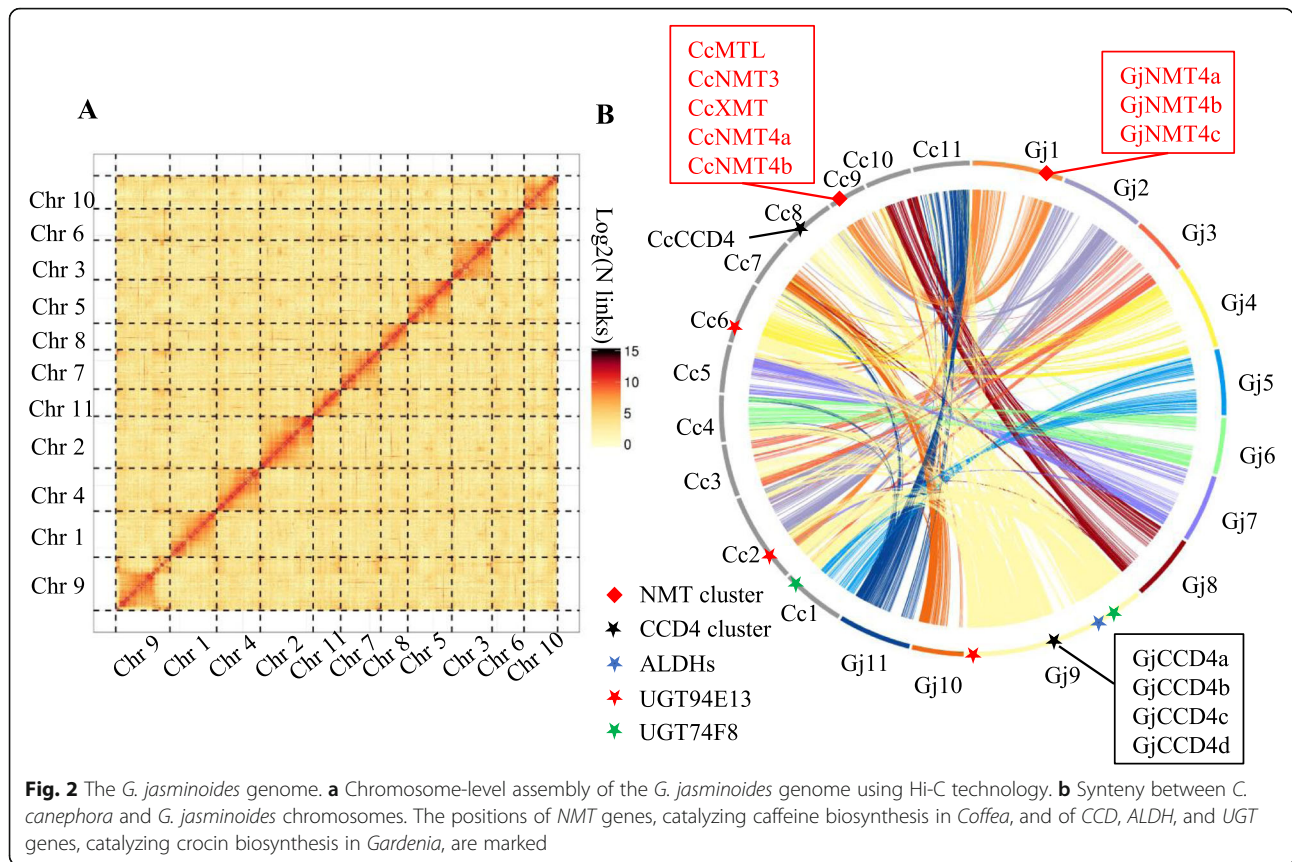 A
Chr 10
Chr 6
Chr 3
Chr 5
Chr 8
Chr 7
Chr 11
Chr 2
Chr 4
Chr 1
Chr 9
Chr 9
Chr 1
Chr 4
Chr 2
Chr 11
Chr 7
Chr 8
Chr 5
Chr 3
Chr 6
Chr 10
Log2(N links)
15
10
5
0
B
CcMTL
CcNMT3
CcXMT
CcNMT4a
CcNMT4b
GjNMT4a
GjNMT4b
GjNMT4c
Cc11
Cc10
Cc9
Cc8
CcCCD4
Cc7
Cc6
Cc5
Cc4
Cc3
Cc2
Cc1
Gj1
Gj2
Gj3
Gj4
Gj5
Gj6
Gj7
Gj8
Gj9
Gj10
Gj11
GjCCD4a
GjCCD4b
GjCCD4c
GjCCD4d
NMT cluster
CCD4 cluster
ALDHs
UGT94E13
UGT74F8
Fig. 2 The G. jasminoides genome. a Chromosome-level assembly of the G. jasminoides genome using Hi-C technology. b Synteny between C.
canephora and G. jasminoides chromosomes. The positions of NMT genes, catalyzing caffeine biosynthesis in Coffea, and of CCD, ALDH, and UGT
genes, catalyzing crocin biosynthesis in Gardenia, are marked